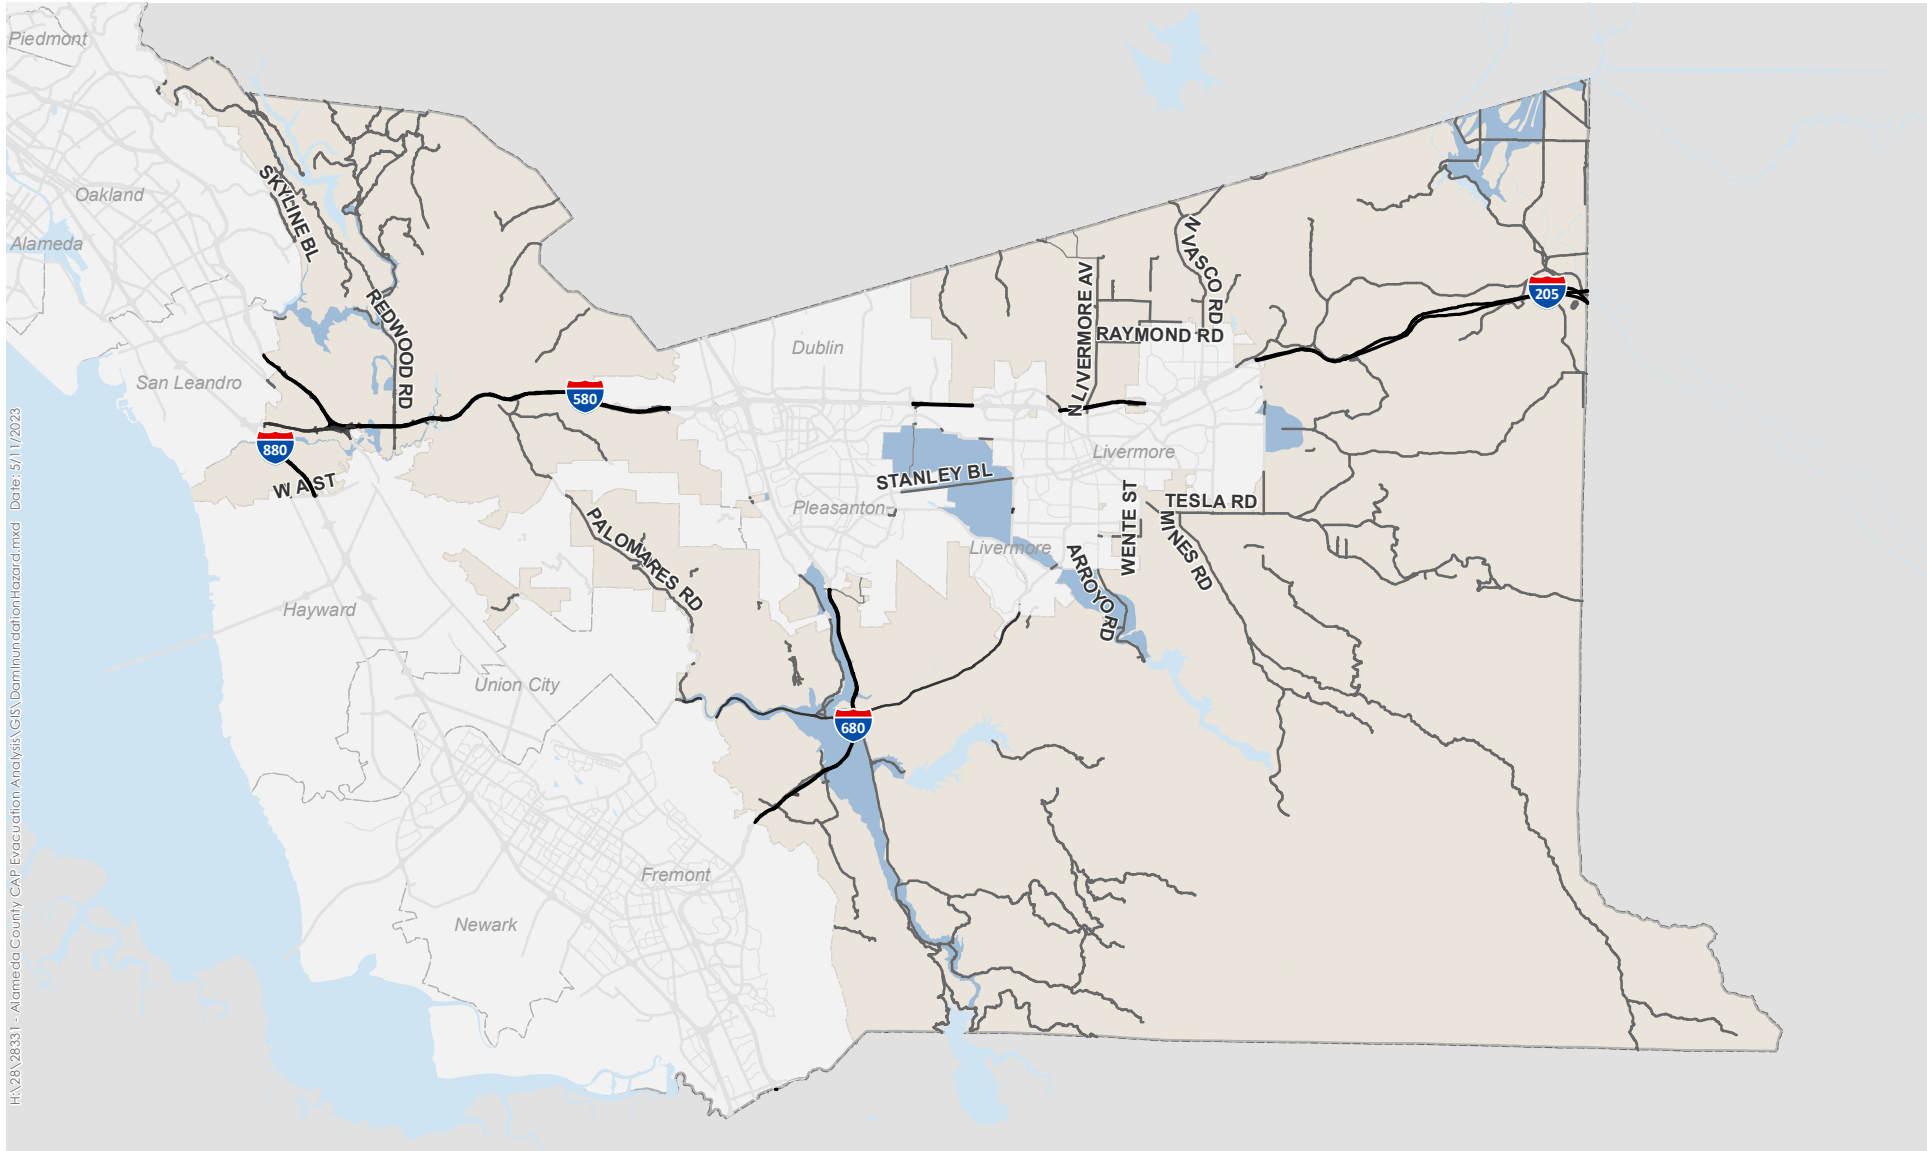 Piedmont
Oakland
Alameda
SKYLINE BL
REDWOOD RD
San Leandro
580
880
W A ST
Dublin
N LIVERMORE AV
N VASCO RD
RAYMOND RD
205
Livermore
STANLEY BL
Pleasanton
TESLA RD
WENTE ST
MINES RD
Livermore
ARROYO RD
PALOMARES RD
Hayward
Union City
680
Fremont
Newark
H:\28\28331 - Alameda County CAP Evacuation Analysis\GIS\DamInundationHazard.mxd Date: 5/11/2023